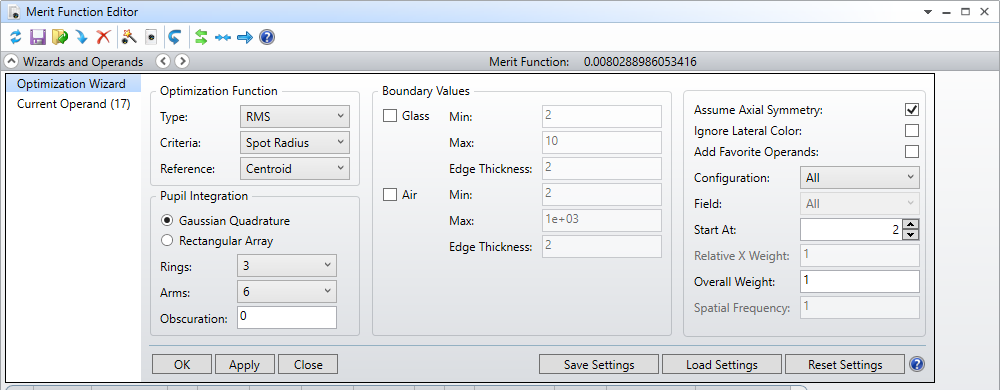 Merit Function Editor
Wizards and Operands Merit Function: 0.0080288986053416
Optimization Wizard
Current Operand (17)
Optimization Function
Type: RMS
Criteria: Spot Radius
Reference: Centroid
Pupil Integration
Gaussian Quadrature
Rectangular Array
Rings: 3
Arms: 6
Obscuration: 0
Boundary Values
Glass Min: 2
Max: 10
Edge Thickness: 2
Air Min: 2
Max: 1e+03
Edge Thickness: 2
Assume Axial Symmetry:
Ignore Lateral Color:
Add Favorite Operands:
Configuration: All
Field: All
Start At: 2
Relative X Weight: 1
Overall Weight: 1
Spatial Frequency: 1
OK Apply Close Save Settings Load Settings Reset Settings